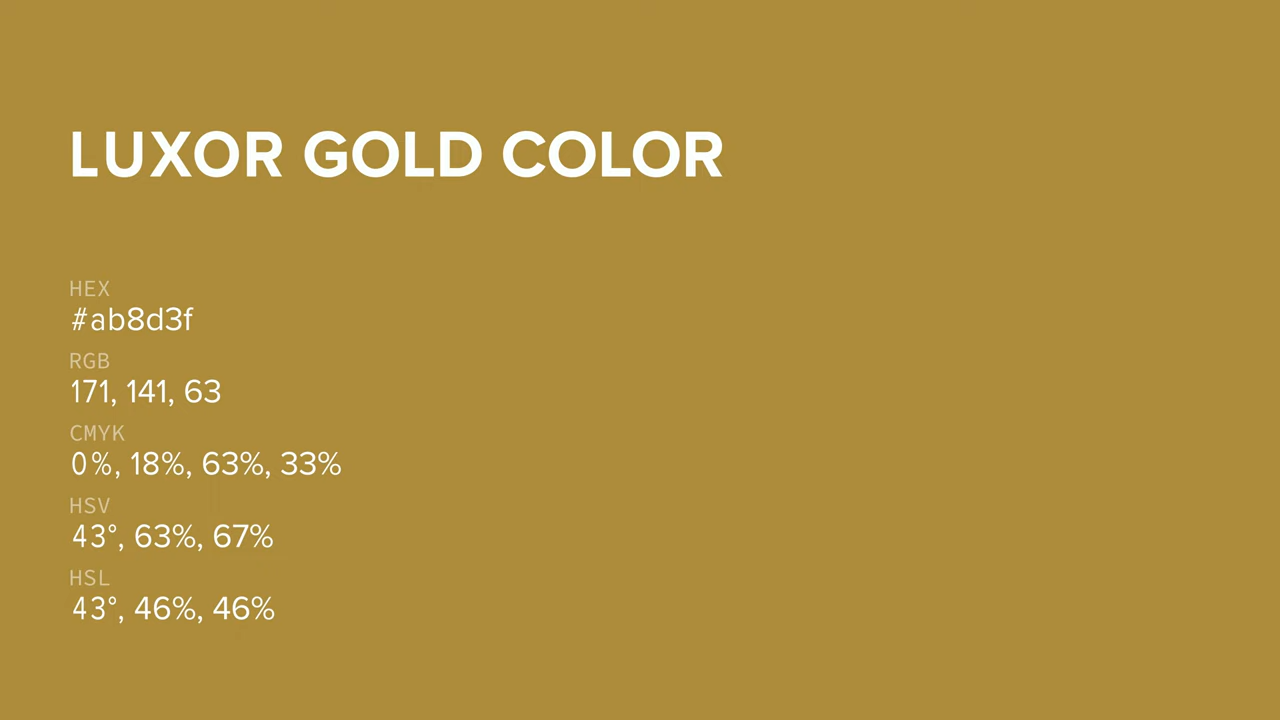 LUXOR GOLD COLOR
HEX
#ab8d3f
RGB
171, 141, 63
CMYK
0%, 18%, 63%, 33%
HSV
43°, 63%, 67%
HSL
43°, 46%, 46%